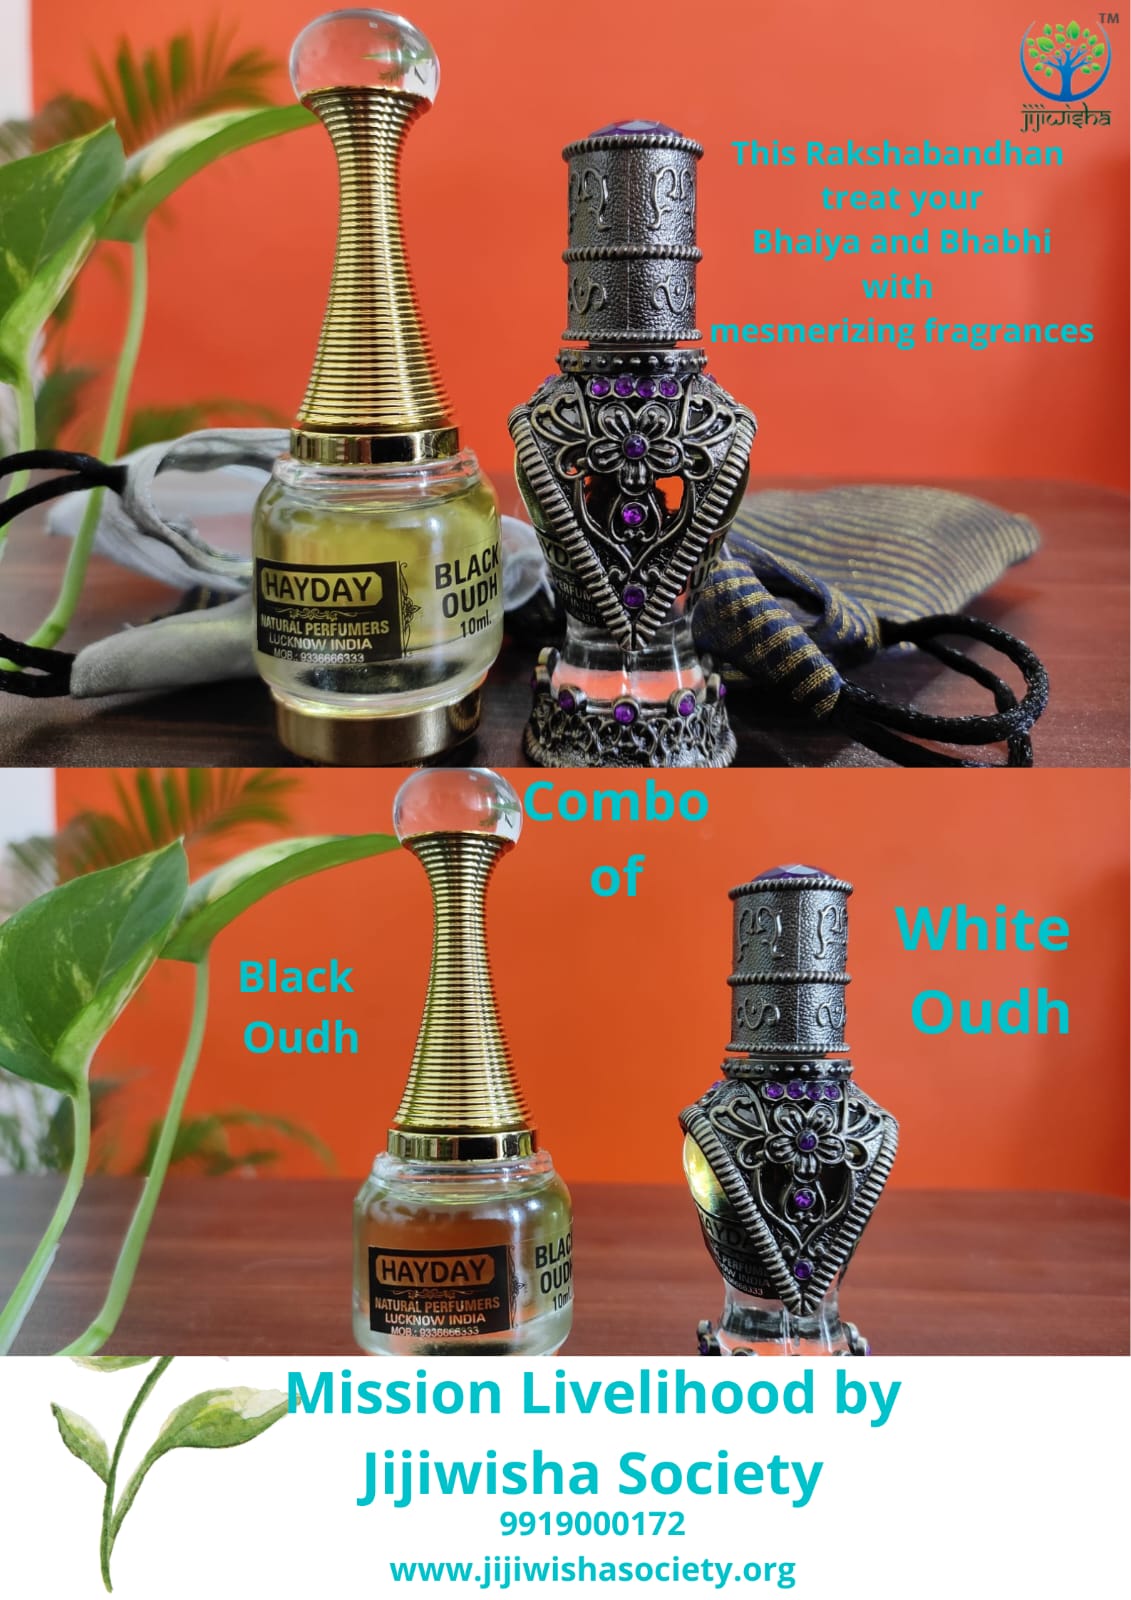 TM
jijiwisha
This Rakshabandhan
treat your
Bhaiya and Bhabhi
with
mesmerizing fragrances
HAYDAY
NATURAL PERFUMERS
LUCKNOW INDIA
MOB.: 9336666333
BLACK
OUDH
10ml.
Combo
of
Black
Oudh
White
Oudh
HAYDAY
NATURAL PERFUMERS
LUCKNOW INDIA
MOB.: 9336666333
OUDH
10ml.
Mission Livelihood by
Jijiwisha Society
9919000172
www.jijiwishasociety.org